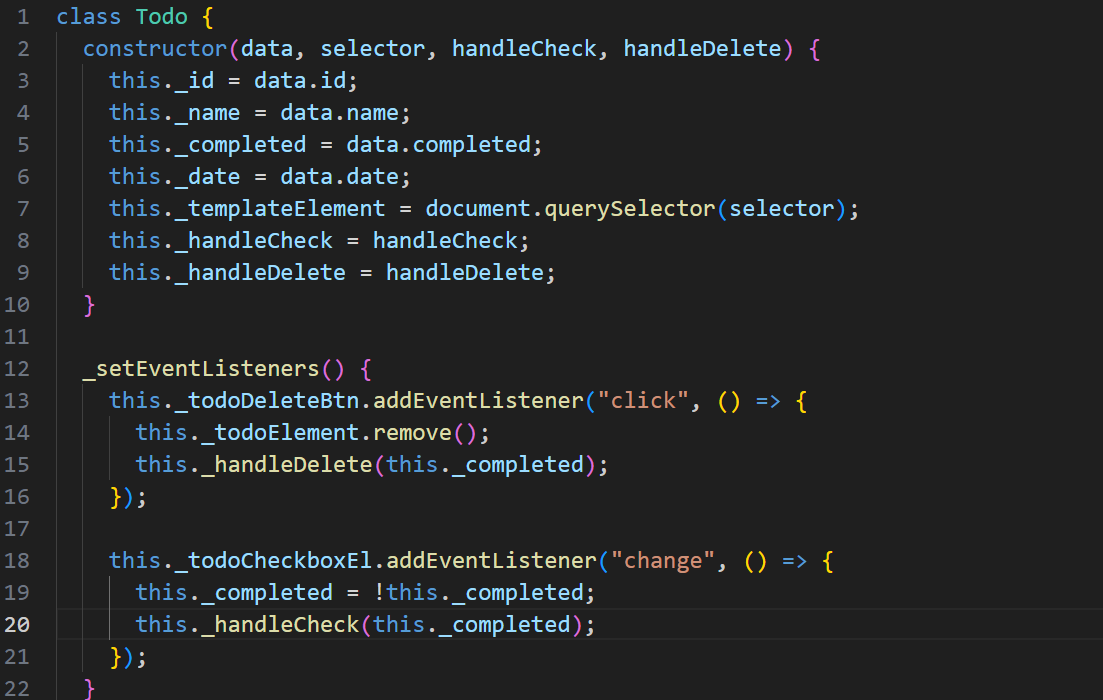 1 class Todo {
2 constructor(data, selector, handleCheck, handleDelete) {
3 this._id = data.id;
4 this._name = data.name;
5 this._completed = data.completed;
6 this._date = data.date;
7 this._templateElement = document.querySelector(selector);
8 this._handleCheck = handleCheck;
9 this._handleDelete = handleDelete;
10 }
11
12 _setEventListeners() {
13 this._todoDeleteBtn.addEventListener("click", () => {
14 this._todoElement.remove();
15 this._handleDelete(this._completed);
16 });
17
18 this._todoCheckboxEl.addEventListener("change", () => {
19 this._completed = !this._completed;
20 this._handleCheck(this._completed);
21 });
22 }